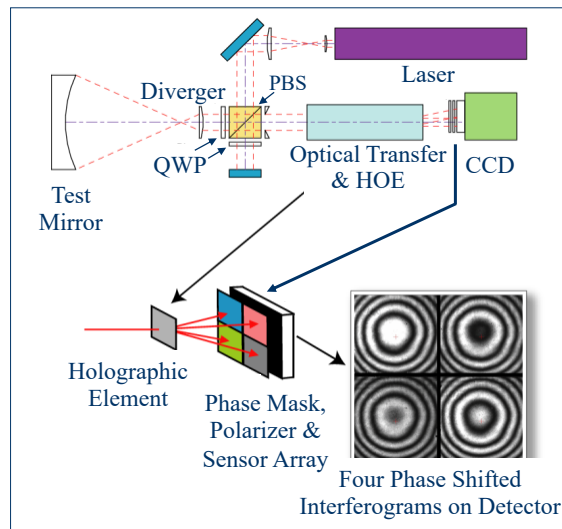 Laser
Diverger
PBS
QWP
Test
Mirror
Optical Transfer
& HOE
CCD
Holographic
Element
Phase Mask,
Polarizer &
Sensor Array
Four Phase Shifted
Interferograms on Detector